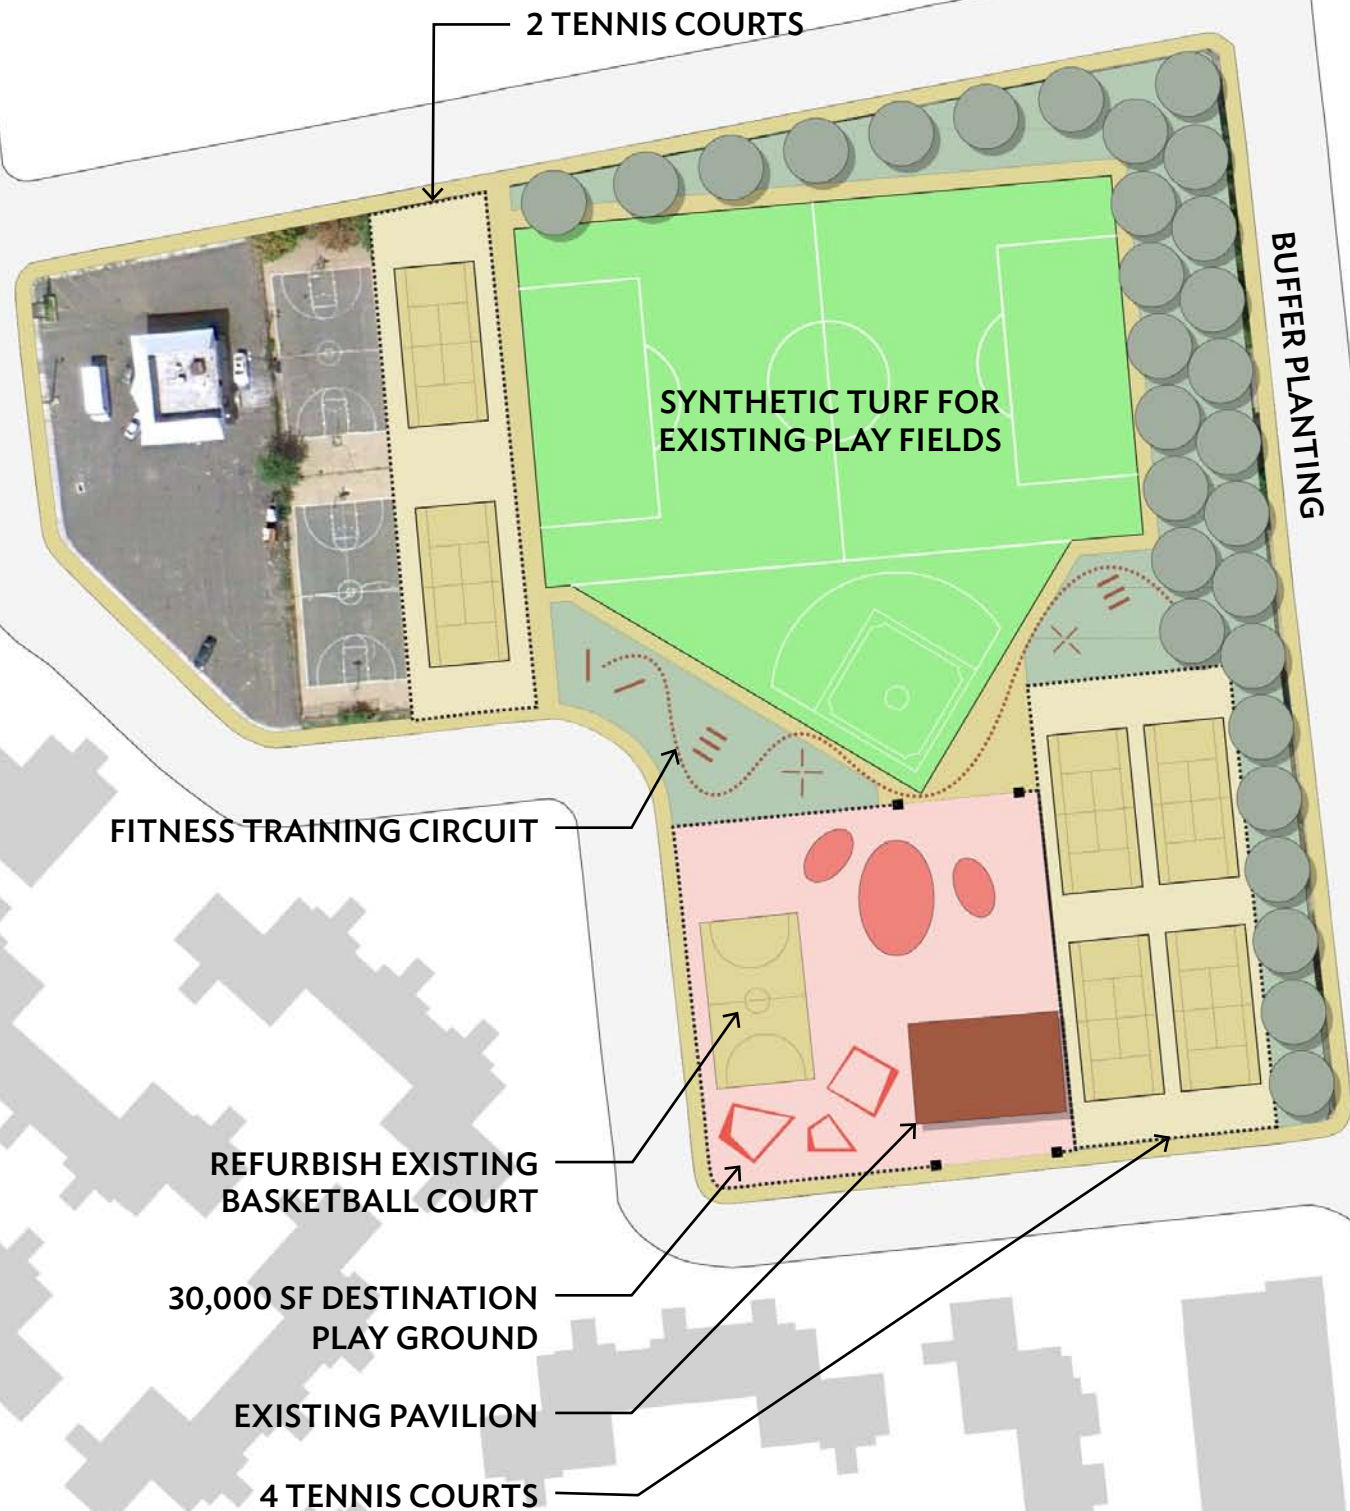 2 TENNIS COURTS
BUFFER PLANTING
SYNTHETIC TURF FOR
EXISTING PLAY FIELDS
FITNESS TRAINING CIRCUIT
REFURBISH EXISTING
BASKETBALL COURT
30,000 SF DESTINATION
PLAY GROUND
EXISTING PAVILION
4 TENNIS COURTS